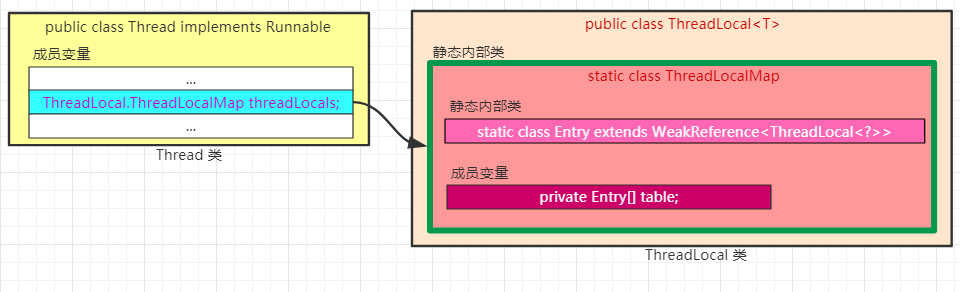 public class Thread implements Runnable
成员变量
...
ThreadLocal.ThreadLocalMap threadLocals;
...
Thread 类
public class ThreadLocal<T>
静态内部类
static class ThreadLocalMap
静态内部类
static class Entry extends WeakReference<ThreadLocal<?>>
成员变量
private Entry[] table;
ThreadLocal 类